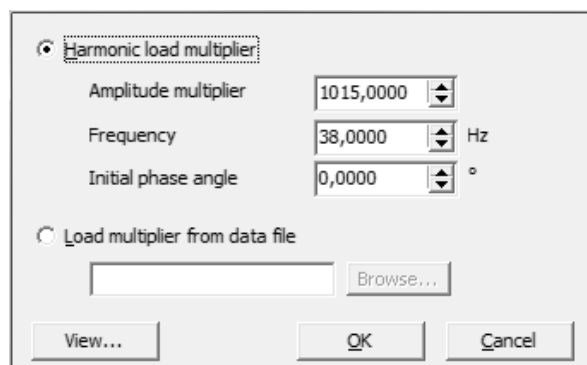 Harmonic load multiplier
Amplitude multiplier 1015,0000
Frequency 38,0000 Hz
Initial phase angle 0,0000 °
Load multiplier from data file
Browse...
View... OK Cancel